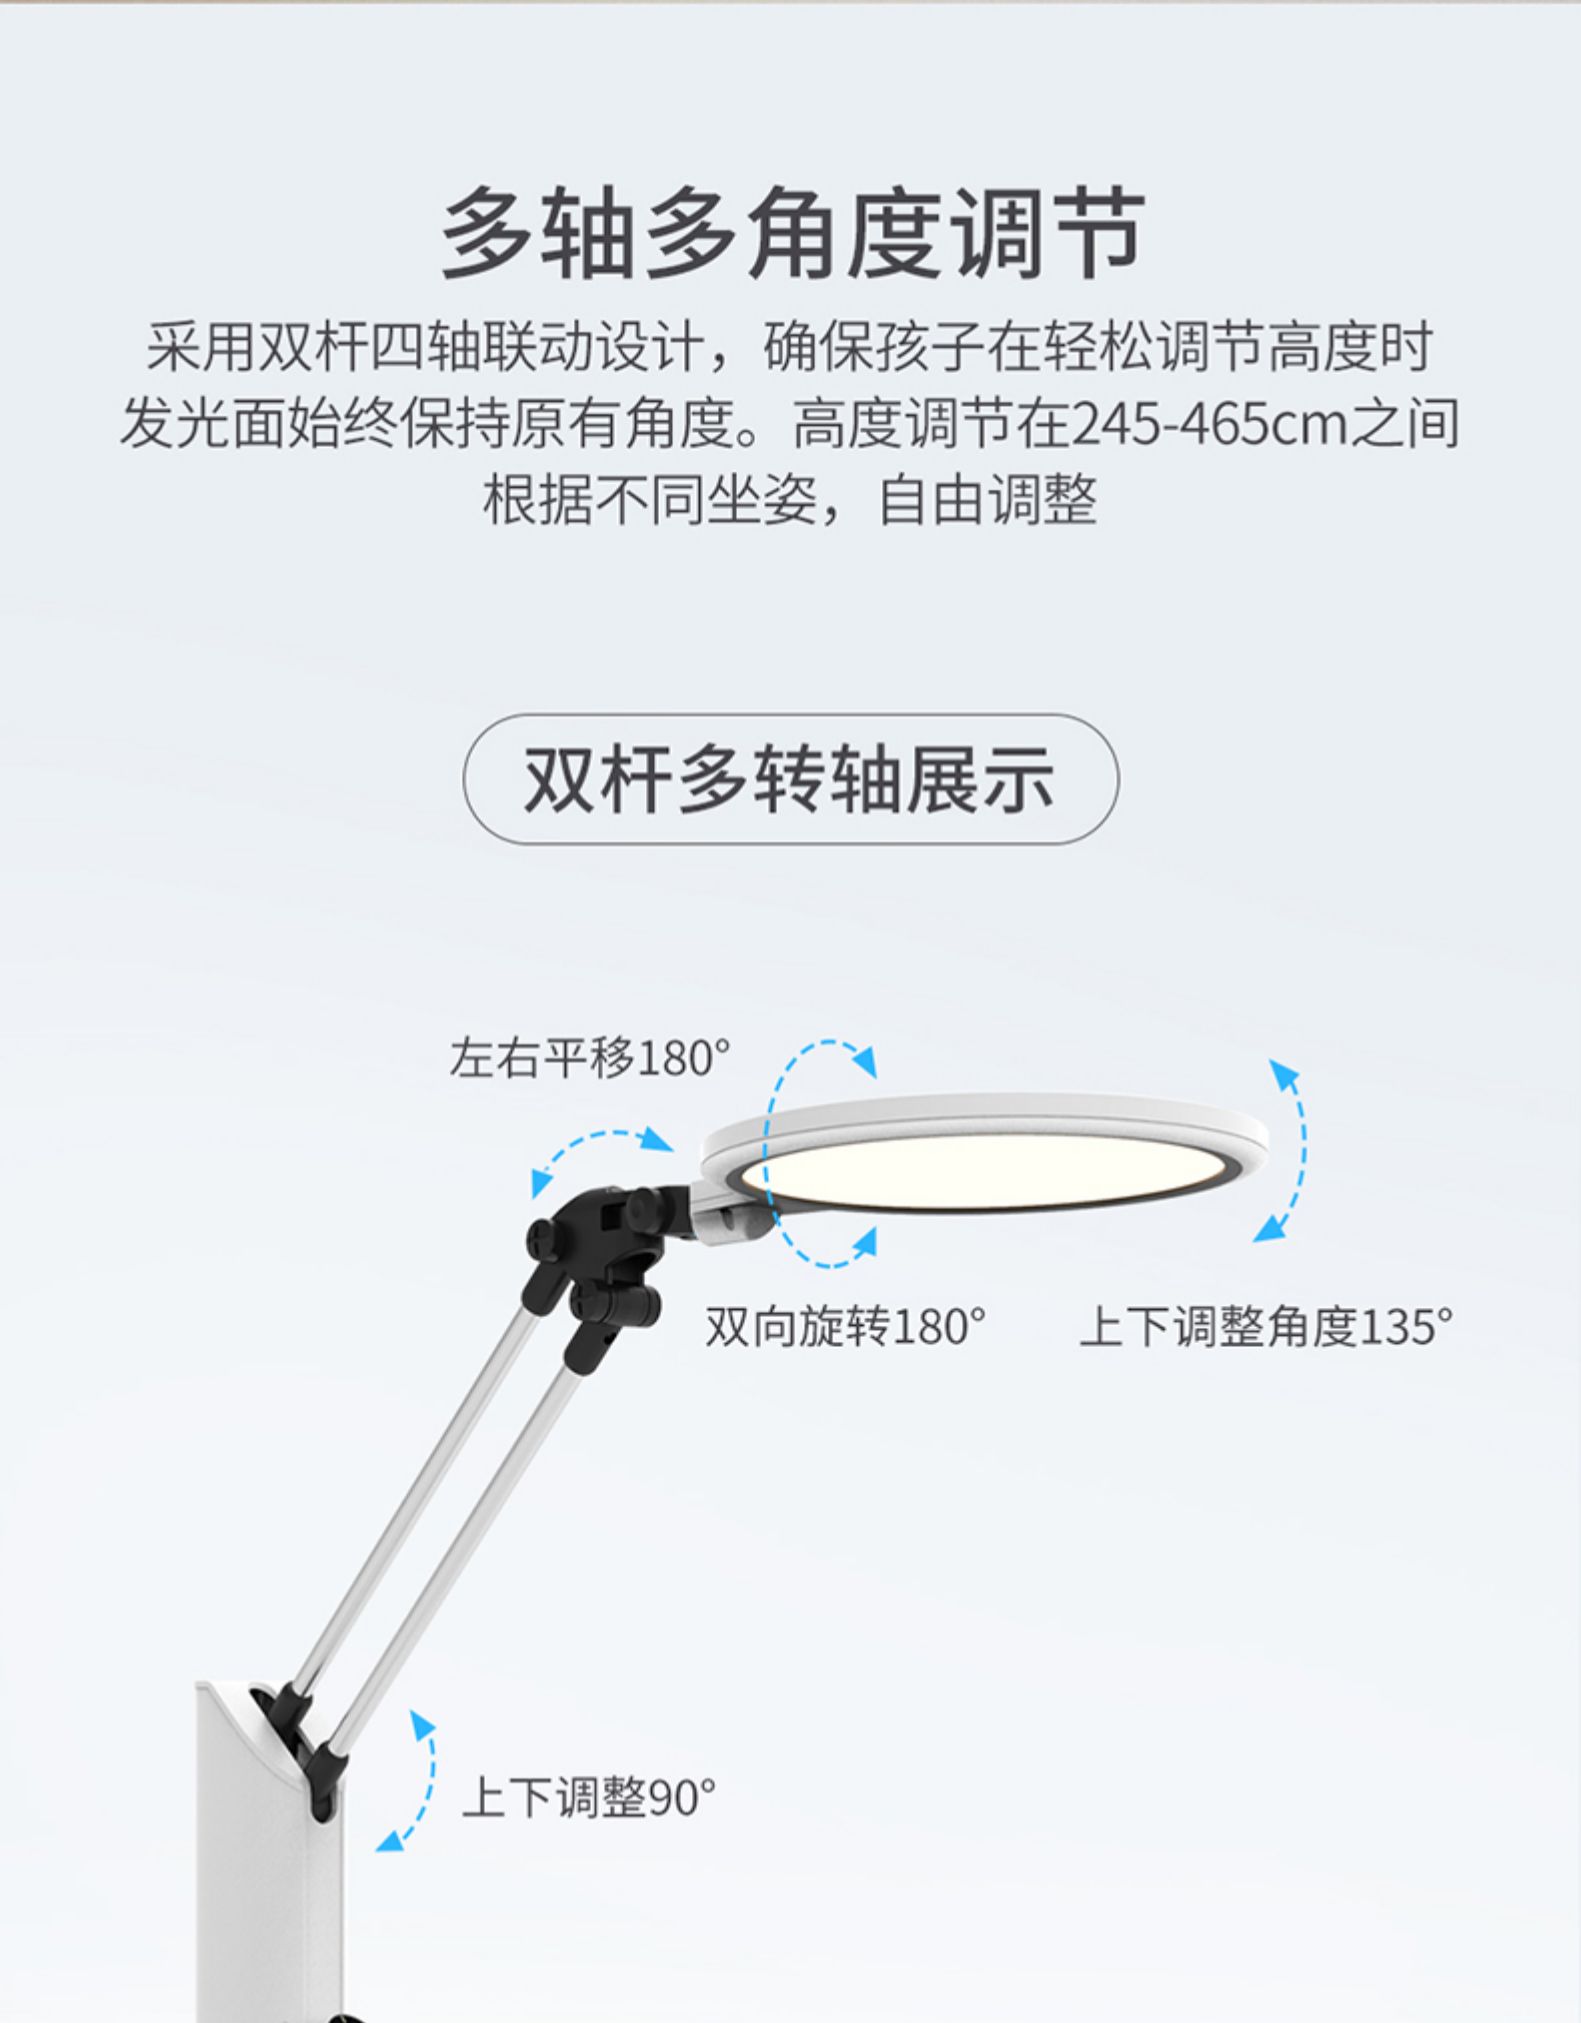 多轴多角度调节
采用双杆四轴联动设计，确保孩子在轻松调节高度时
发光面始终保持原有角度。高度调节在245-465cm之间
根据不同坐姿，自由调整
双杆多转轴展示
左右平移180°
双向旋转180°
上下调整角度135°
上下调整90°